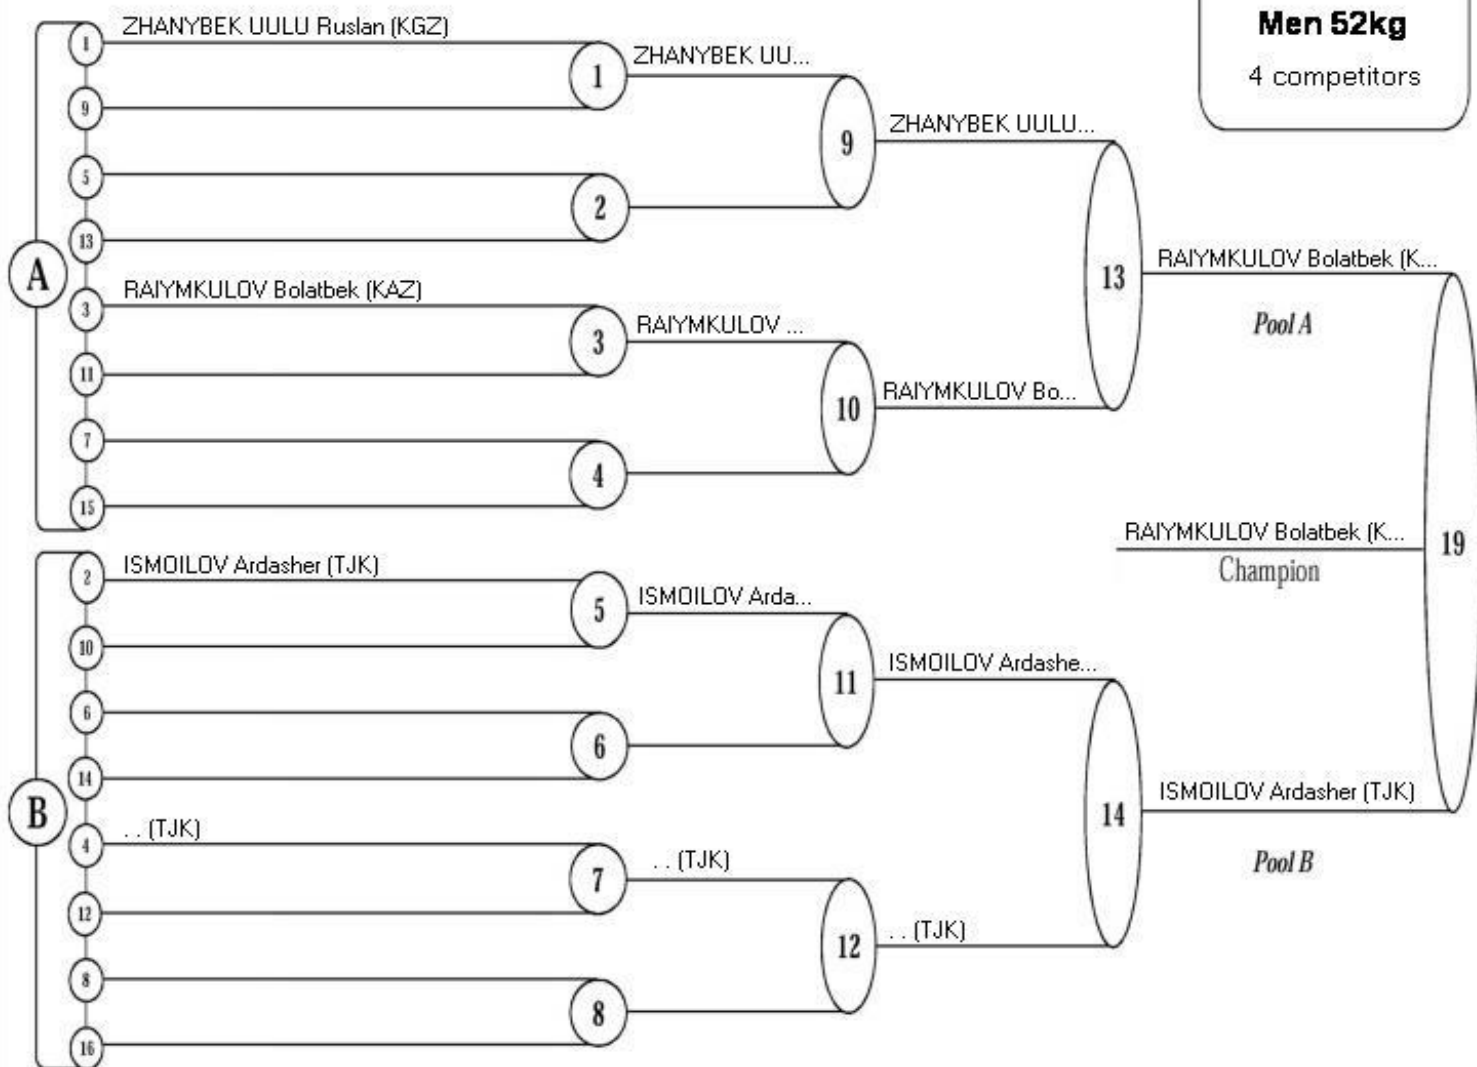 Men 52kg
4 competitors
A
1 ZHANYBEK UULU Ruslan (KGZ)
9
5
13
3 RAIYMKULOV Bolatbek (KAZ)
11
7
15
B
2 ISMOILOV Ardasher (TJK)
10
6
14
4 . . (TJK)
12
8
16
1 ZHANYBEK UU...
2
3 RAIYMKULOV ...
4
5 ISMOILOV Arda...
6
7 . . (TJK)
8
9 ZHANYBEK UULU...
10 RAIYMKULOV Bo...
11 ISMOILOV Ardashe...
12 . . (TJK)
13 RAIYMKULOV Bolatbek (K...
Pool A
14 ISMOILOV Ardasher (TJK)
Pool B
RAIYMKULOV Bolatbek (K... 19
Champion